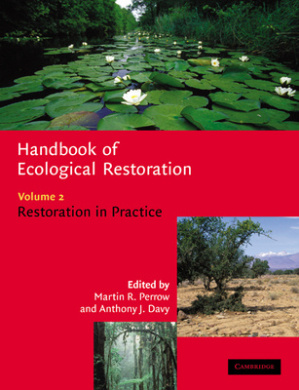 Handbook of
Ecological Restoration
Volume 2
Restoration in Practice
Edited by
Martin R. Perrow
and Anthony J. Davy
CAMBRIDGE